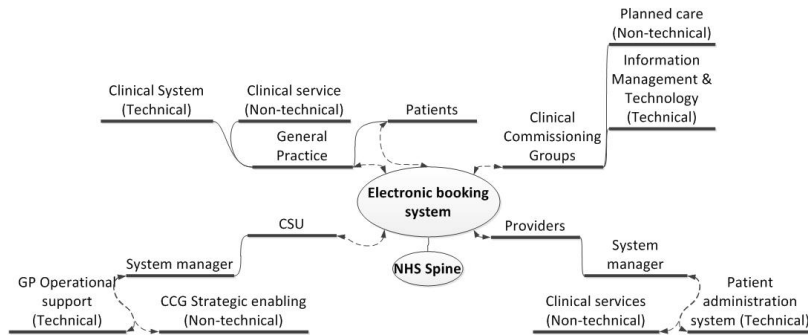 Planned care
(Non-technical)
Information
Management &
Technology
(Technical)
Clinical System
(Technical)
Clinical service
(Non-technical)
General
Practice
Patients
Clinical
Commissioning
Groups
Electronic booking
system
NHS Spine
CSU
System manager
GP Operational
support
(Technical)
CCG Strategic enabling
(Non-technical)
Providers
System
manager
Clinical services
(Non-technical)
Patient
administration
system (Technical)